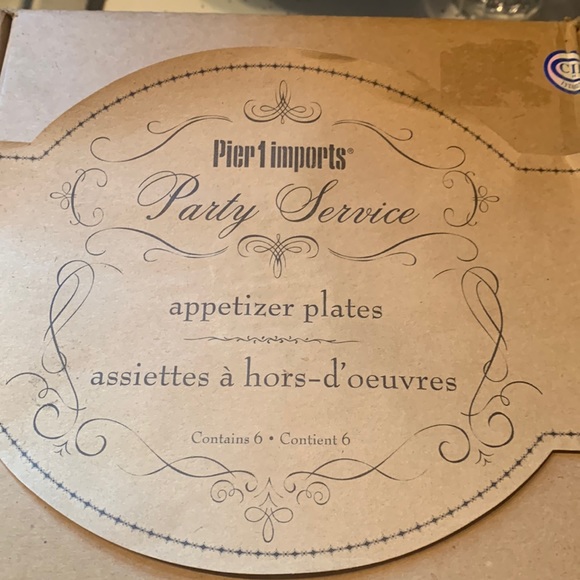 Pier 1 imports®
Party Service
appetizer plates
assiettes à hors-d'oeuvres
Contains 6 • Contient 6